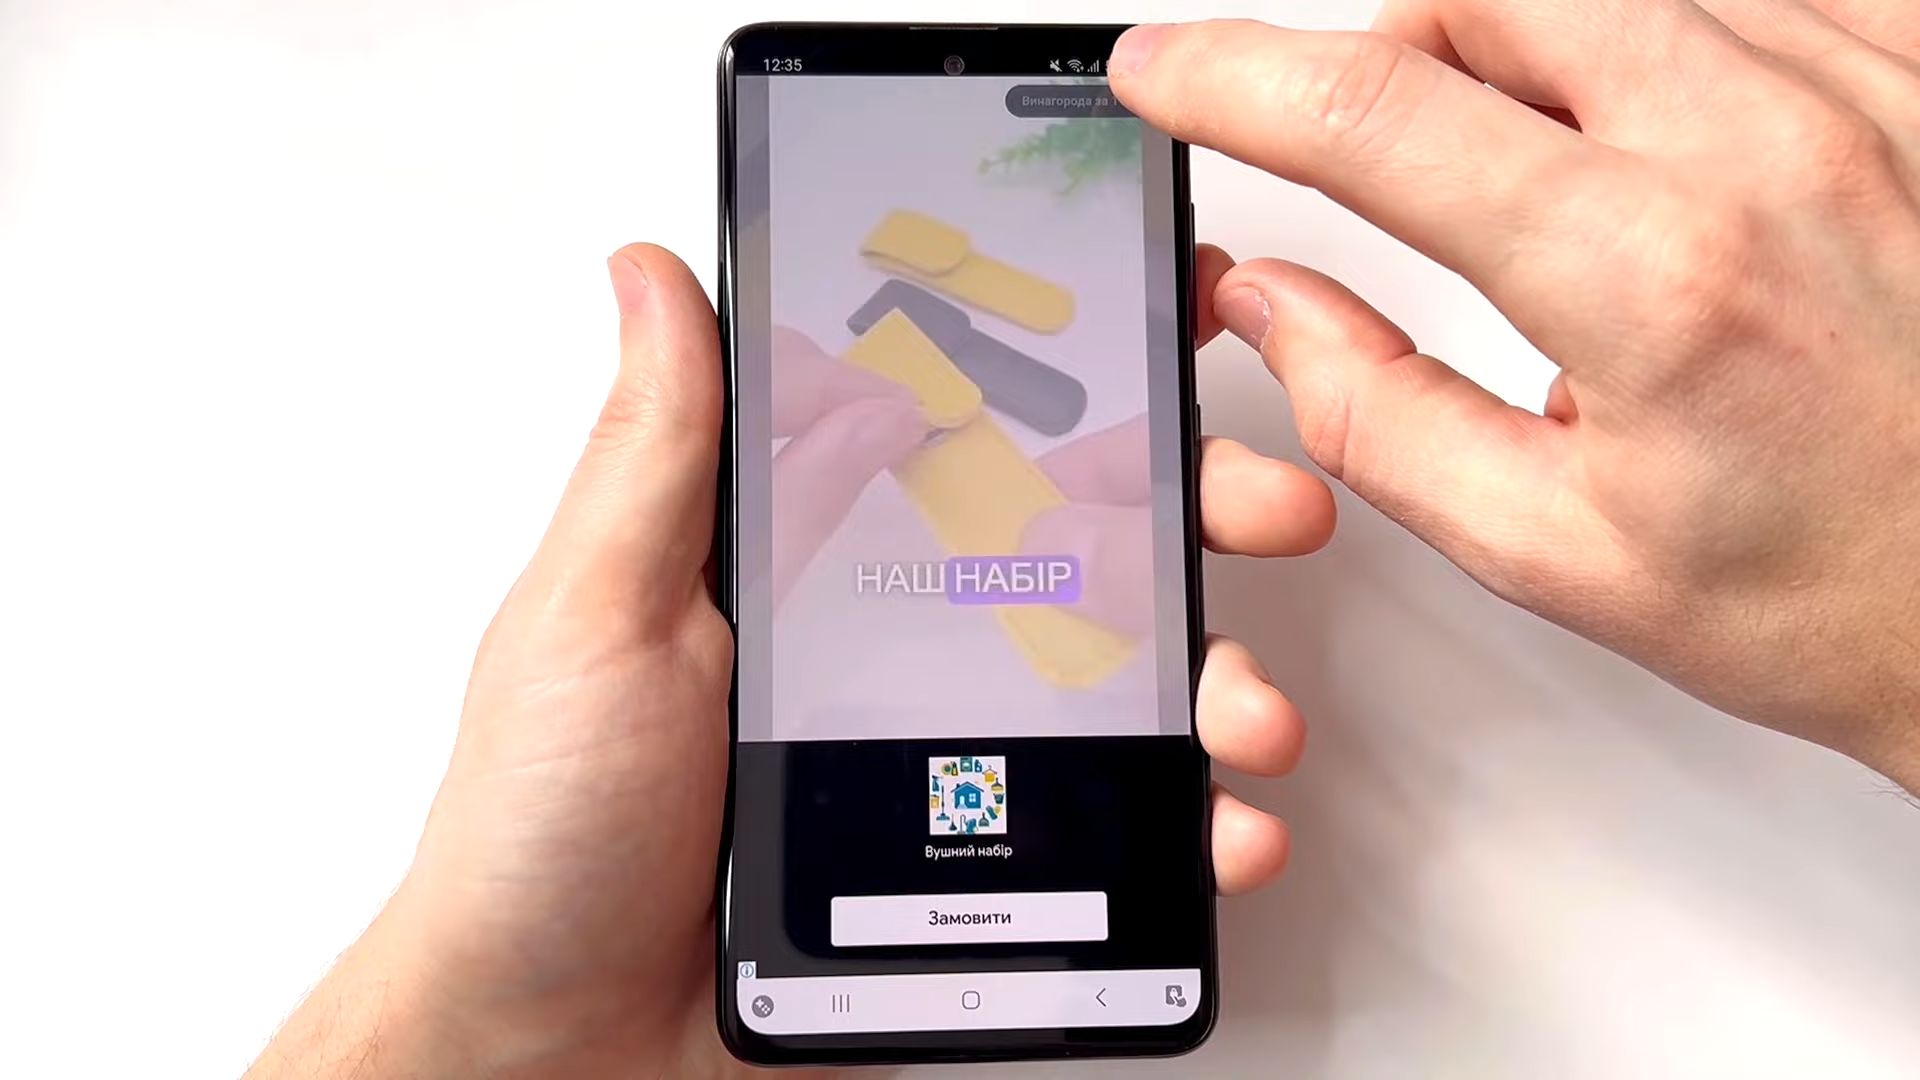 12:35
Винагорода за
НАШ НАБІР
Вушний набір
Замовити